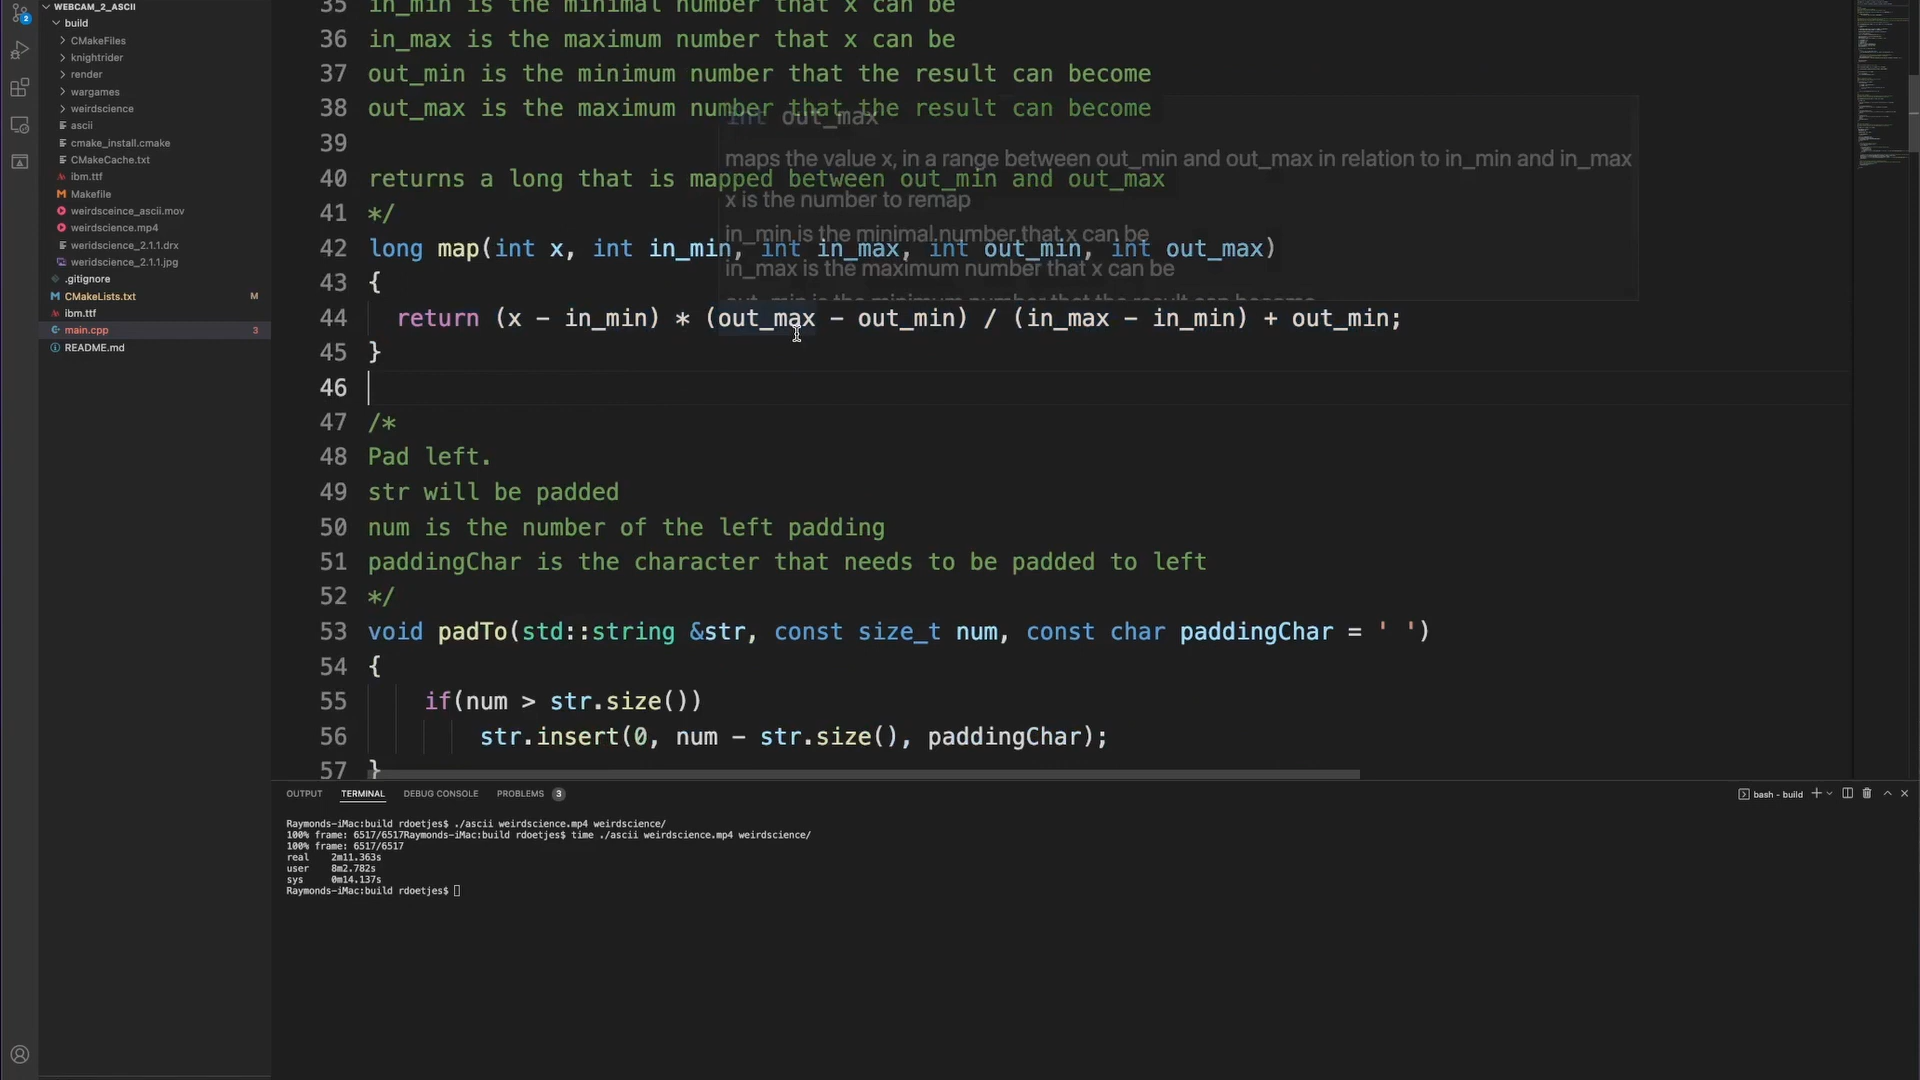 WEBCAM_2_ASCII
build
CMakeFiles
knightrider
render
wargames
weirdscience
ascii
cmake_install.cmake
CMakeCache.txt
ibm.ttf
Makefile
weirdsceince_ascii.mov
weirdscience.mp4
weridscience_2.1.1.drx
weridscience_2.1.1.jpg
.gitignore
CMakeLists.txt M
ibm.ttf
main.cpp 3
README.md
2
35 in_min is the minimal number that x can be
36 in_max is the maximum number that x can be
37 out_min is the minimum number that the result can become
38 out_max is the maximum number that the result can become
39
40 returns a long that is mapped between out_min and out_max
41 */
42 long map(int x, int in_min, int in_max, int out_min, int out_max)
43 {
44 return (x - in_min) * (out_max - out_min) / (in_max - in_min) + out_min;
45 }
46
47 /*
48 Pad left.
49 str will be padded
50 num is the number of the left padding
51 paddingChar is the character that needs to be padded to left
52 */
53 void padTo(std::string &str, const size_t num, const char paddingChar = ' ')
54 {
55 if(num > str.size())
56 str.insert(0, num - str.size(), paddingChar);
57 }
int out_max
maps the value x, in a range between out_min and out_max in relation to in_min and in_max
x is the number to remap
in_min is the minimal number that x can be
in_max is the maximum number that x can be
out_min is the minimum number that the result can become
OUTPUT TERMINAL DEBUG CONSOLE PROBLEMS 3
bash - build
Raymonds-iMac:build rdoetjes$ ./ascii weirdscience.mp4 weirdscience/
100% frame: 6517/6517Raymonds-iMac:build rdoetjes$ time ./ascii weirdscience.mp4 weirdscience/
100% frame: 6517/6517
real 2m11.363s
user 8m2.782s
sys 0m14.137s
Raymonds-iMac:build rdoetjes$